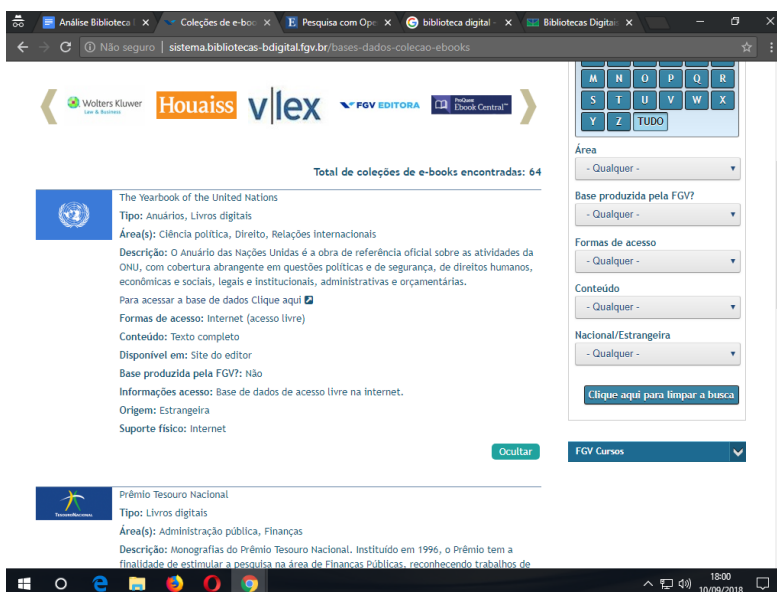 Análise Biblioteca
Coleções de e-boo
Pesquisa com Ope
biblioteca digital -
Bibliotecas Digitai
Não seguro | sistema.bibliotecas-bdigital.fgv.br/bases-dados-colecao-ebooks
Wolters Kluwer
Law & Business
Houaiss
vlex
FGV EDITORA
ProQuest
Ebook Central™
Total de coleções de e-books encontradas: 64
The Yearbook of the United Nations
Tipo: Anuários, Livros digitais
Área(s): Ciência política, Direito, Relações internacionais
Descrição: O Anuário das Nações Unidas é a obra de referência oficial sobre as atividades da
ONU, com cobertura abrangente em questões políticas e de segurança, de direitos humanos,
econômicas e sociais, legais e institucionais, administrativas e orçamentárias.
Para acessar a base de dados Clique aqui
Formas de acesso: Internet (acesso livre)
Conteúdo: Texto completo
Disponível em: Site do editor
Base produzida pela FGV?: Não
Informações acesso: Base de dados de acesso livre na internet.
Origem: Estrangeira
Suporte físico: Internet
Ocultar
TesouroNacional
Prêmio Tesouro Nacional
Tipo: Livros digitais
Área(s): Administração pública, Finanças
Descrição: Monografias do Prêmio Tesouro Nacional. Instituído em 1996, o Prêmio tem a
finalidade de estimular a pesquisa na área de Finanças Públicas, reconhecendo trabalhos de
M N O P Q R
S T U V W X
Y Z TUDO
Área
- Qualquer -
Base produzida pela FGV?
- Qualquer -
Formas de acesso
- Qualquer -
Conteúdo
- Qualquer -
Nacional/Estrangeira
- Qualquer -
Clique aqui para limpar a busca
FGV Cursos
18:00
10/09/2018